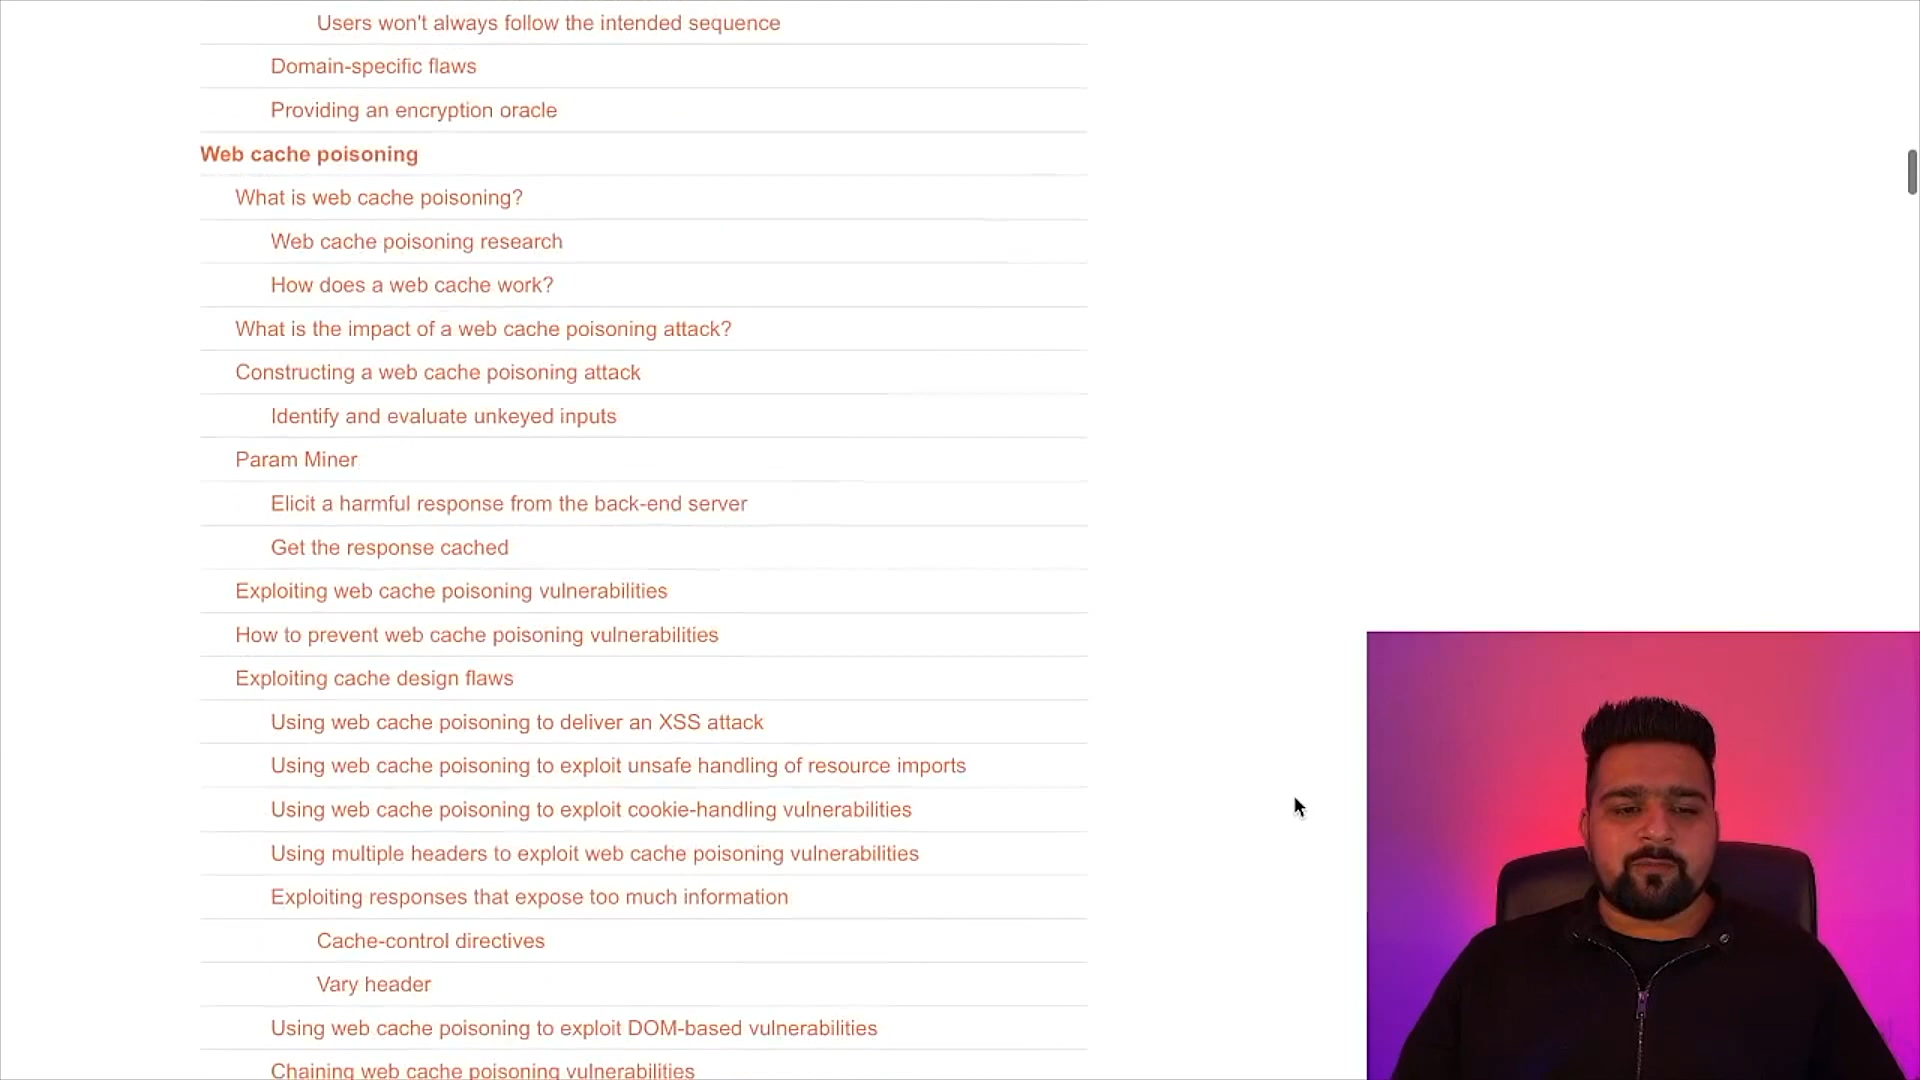 Users won't always follow the intended sequence
Domain-specific flaws
Providing an encryption oracle
Web cache poisoning
What is web cache poisoning?
Web cache poisoning research
How does a web cache work?
What is the impact of a web cache poisoning attack?
Constructing a web cache poisoning attack
Identify and evaluate unkeyed inputs
Param Miner
Elicit a harmful response from the back-end server
Get the response cached
Exploiting web cache poisoning vulnerabilities
How to prevent web cache poisoning vulnerabilities
Exploiting cache design flaws
Using web cache poisoning to deliver an XSS attack
Using web cache poisoning to exploit unsafe handling of resource imports
Using web cache poisoning to exploit cookie-handling vulnerabilities
Using multiple headers to exploit web cache poisoning vulnerabilities
Exploiting responses that expose too much information
Cache-control directives
Vary header
Using web cache poisoning to exploit DOM-based vulnerabilities
Chaining web cache poisoning vulnerabilities